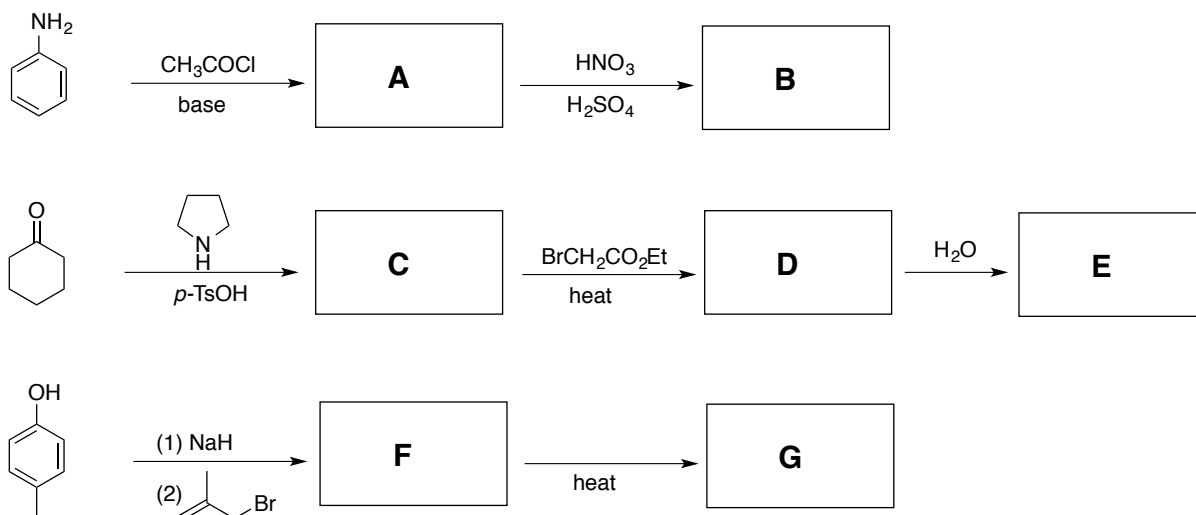 NH2
CH3COCl
base
A
HNO3
H2SO4
B
O
N
H
p-TsOH
C
BrCH2CO2Et
heat
D
H2O
E
OH
(1) NaH
(2)
Br
F
heat
G